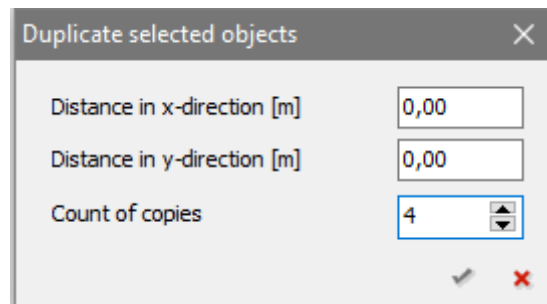 Duplicate selected objects
Distance in x-direction [m] 0,00
Distance in y-direction [m] 0,00
Count of copies 4